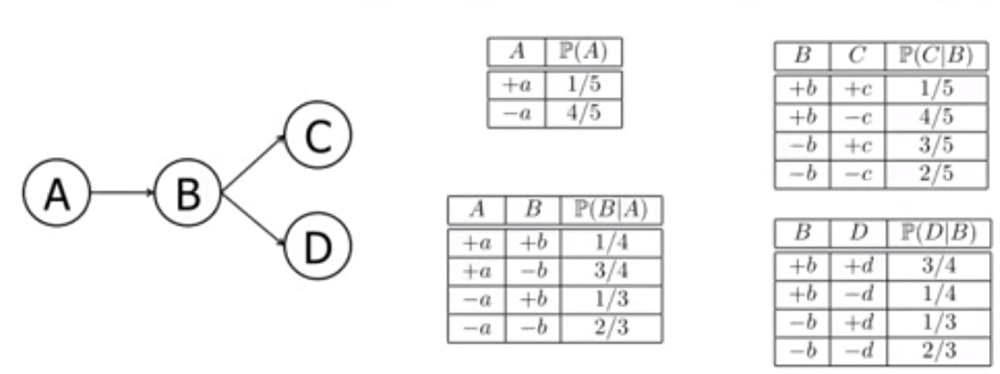 A
B
C
D
A ℙ(A)
+a 1/5
−a 4/5
A B ℙ(B|A)
+a +b 1/4
+a −b 3/4
−a +b 1/3
−a −b 2/3
B C ℙ(C|B)
+b +c 1/5
+b −c 4/5
−b +c 3/5
−b −c 2/5
B D ℙ(D|B)
+b +d 3/4
+b −d 1/4
−b +d 1/3
−b −d 2/3